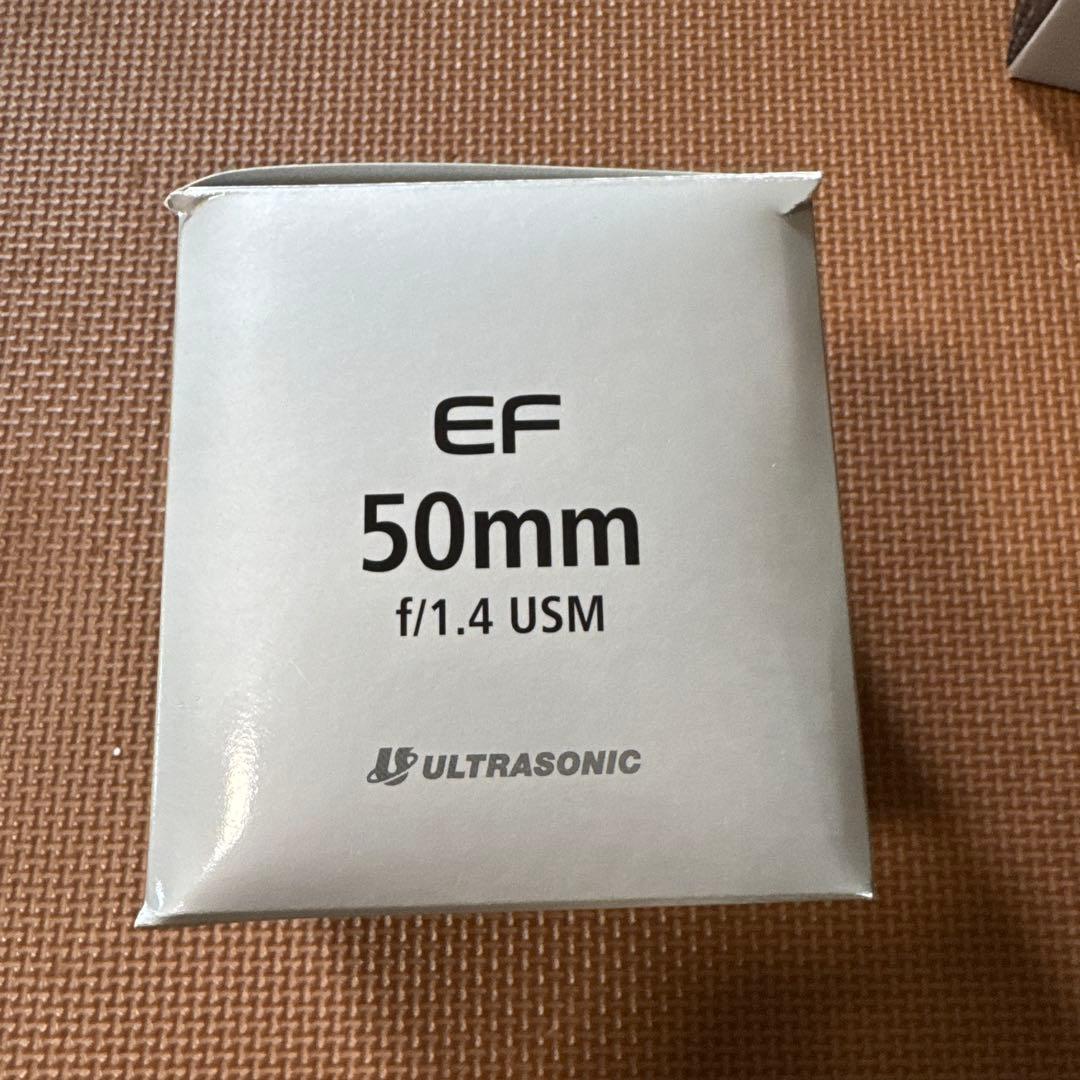 EF
50mm
f/1.4 USM
ULTRASONIC